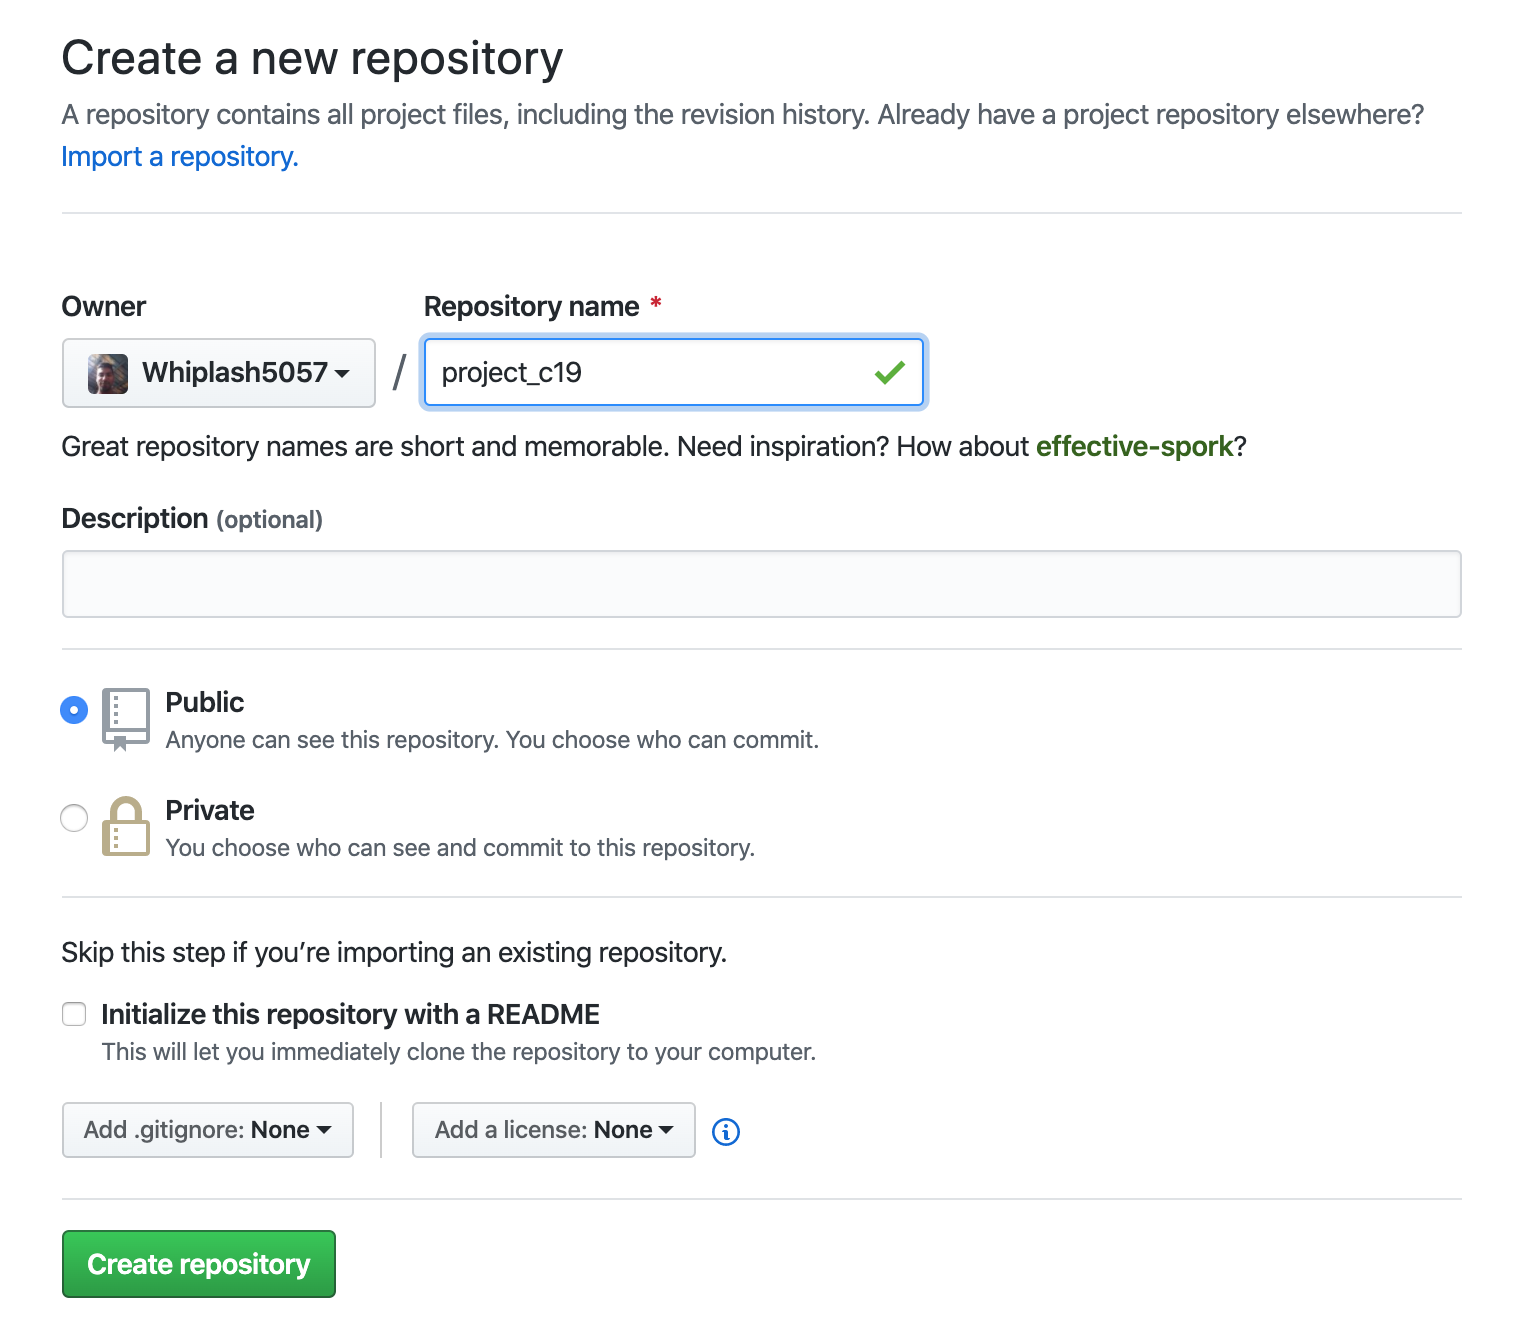 Create a new repository
A repository contains all project files, including the revision history. Already have a project repository elsewhere?
Import a repository.
Owner
Repository name *
Whiplash5057
/
project_c19
Great repository names are short and memorable. Need inspiration? How about effective-spork?
Description (optional)
Public
Anyone can see this repository. You choose who can commit.
Private
You choose who can see and commit to this repository.
Skip this step if you’re importing an existing repository.
Initialize this repository with a README
This will let you immediately clone the repository to your computer.
Add .gitignore: None
Add a license: None
Create repository